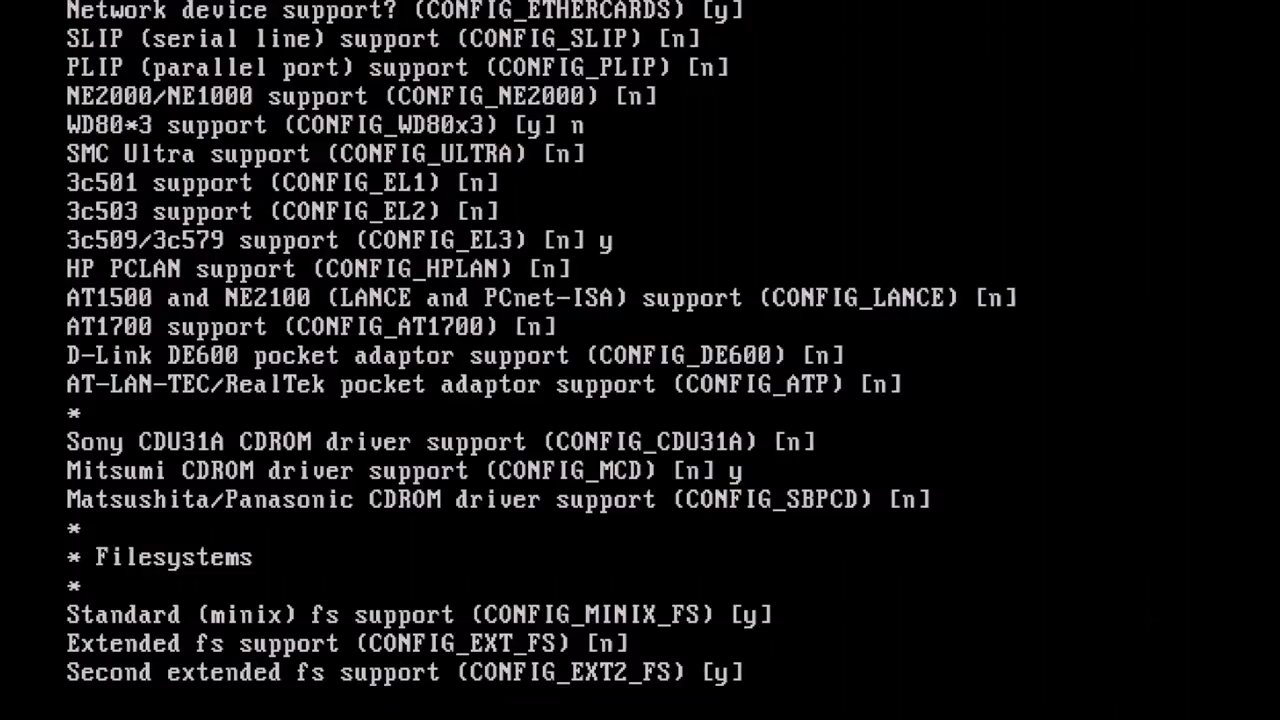 Network device support? (CONFIG_ETHERCARDS) [y]
SLIP (serial line) support (CONFIG_SLIP) [n]
PLIP (parallel port) support (CONFIG_PLIP) [n]
NE2000/NE1000 support (CONFIG_NE2000) [n]
WD80*3 support (CONFIG_WD80x3) [y] n
SMC Ultra support (CONFIG_ULTRA) [n]
3c501 support (CONFIG_EL1) [n]
3c503 support (CONFIG_EL2) [n]
3c509/3c579 support (CONFIG_EL3) [n] y
HP PCLAN support (CONFIG_HPLAN) [n]
AT1500 and NE2100 (LANCE and PCnet-ISA) support (CONFIG_LANCE) [n]
AT1700 support (CONFIG_AT1700) [n]
D-Link DE600 pocket adaptor support (CONFIG_DE600) [n]
AT-LAN-TEC/RealTek pocket adaptor support (CONFIG_ATP) [n]
*
Sony CDU31A CDROM driver support (CONFIG_CDU31A) [n]
Mitsumi CDROM driver support (CONFIG_MCD) [n] y
Matsushita/Panasonic CDROM driver support (CONFIG_SBPCD) [n]
*
* Filesystems
*
Standard (minix) fs support (CONFIG_MINIX_FS) [y]
Extended fs support (CONFIG_EXT_FS) [n]
Second extended fs support (CONFIG_EXT2_FS) [y]